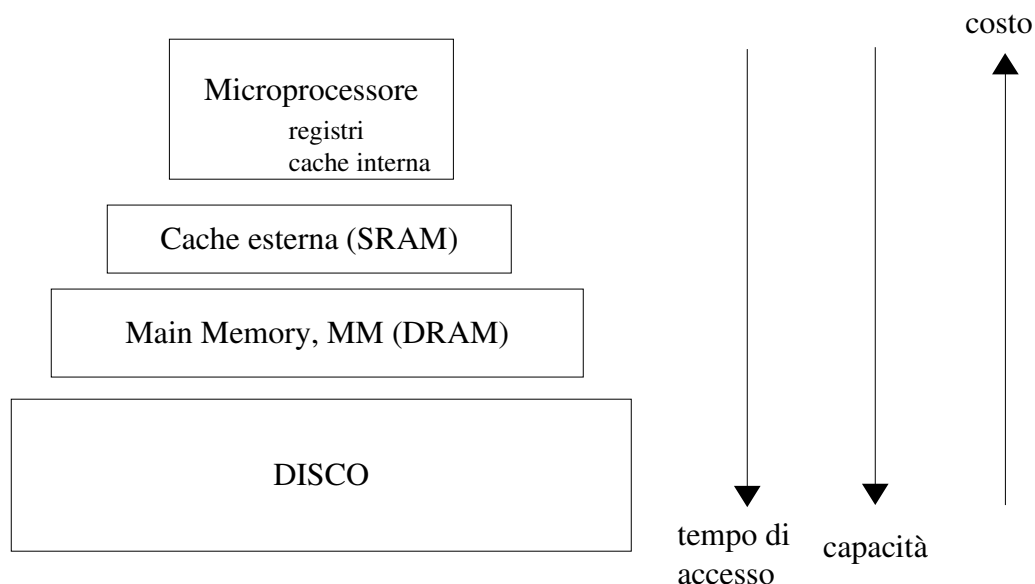 costo
Microprocessore
registri
cache interna
Cache esterna (SRAM)
Main Memory, MM (DRAM)
DISCO
tempo di
accesso
capacità